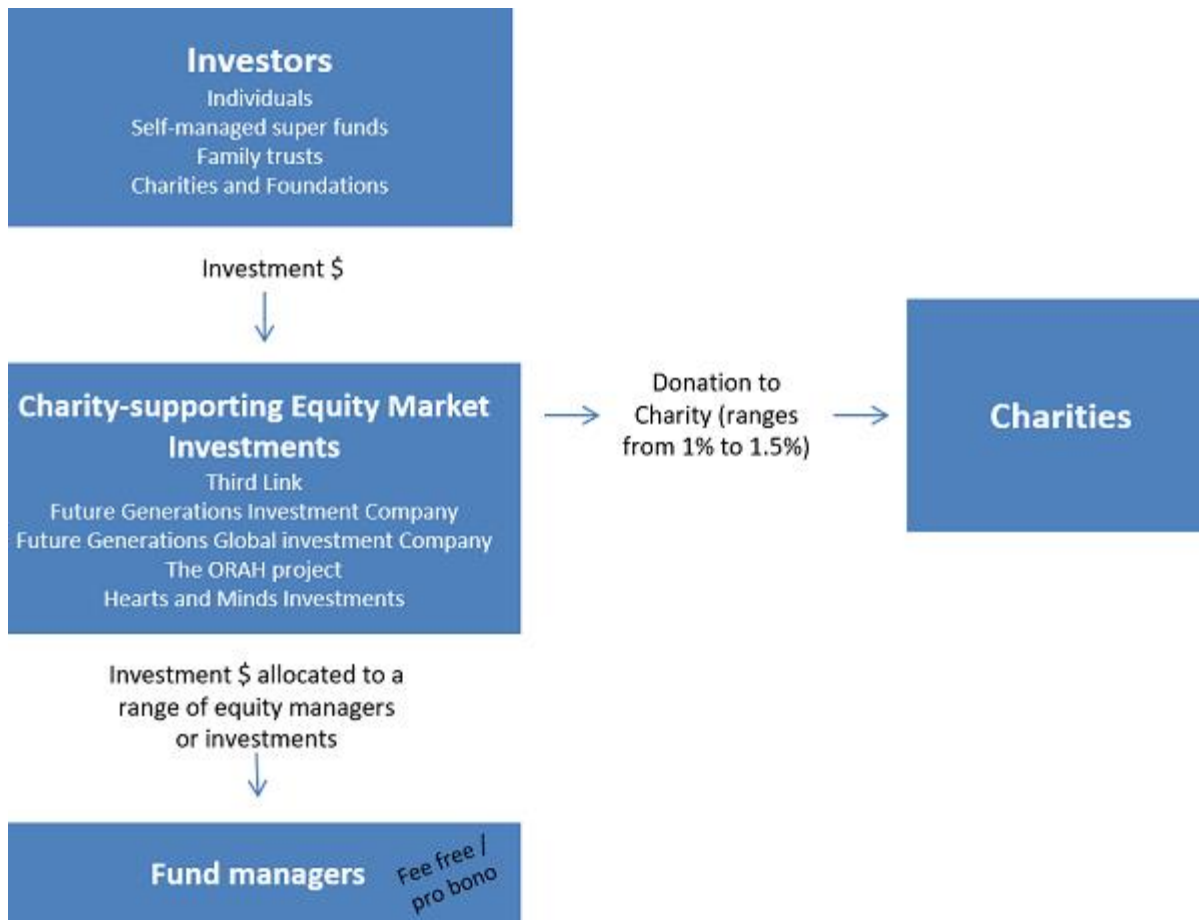 Investors
Individuals
Self-managed super funds
Family trusts
Charities and Foundations
Investment $
Charity-supporting Equity Market
Investments
Third Link
Future Generations Investment Company
Future Generations Global investment Company
The ORAH project
Hearts and Minds Investments
Donation to
Charity (ranges
from 1% to 1.5%)
Charities
Investment $ allocated to a
range of equity managers
or investments
Fund managers
Fee free /
pro bono